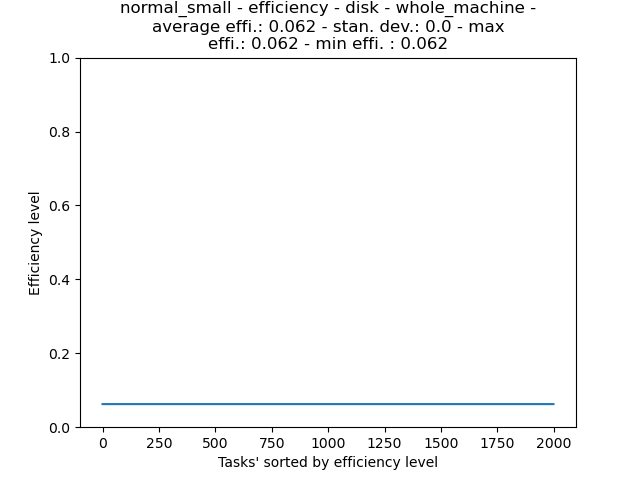 normal_small - efficiency - disk - whole_machine -
average effi.: 0.062 - stan. dev.: 0.0 - max
effi.: 0.062 - min effi. : 0.062
1.0
0.8
0.6
0.4
0.2
0.0
Efficiency level
0 250 500 750 1000 1250 1500 1750 2000
Tasks' sorted by efficiency level